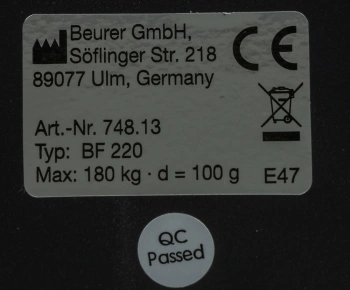 Beurer GmbH,
Söflinger Str. 218
89077 Ulm, Germany
CE
Art.-Nr. 748.13
Typ: BF 220
Max: 180 kg · d = 100 g
E47
QC
Passed